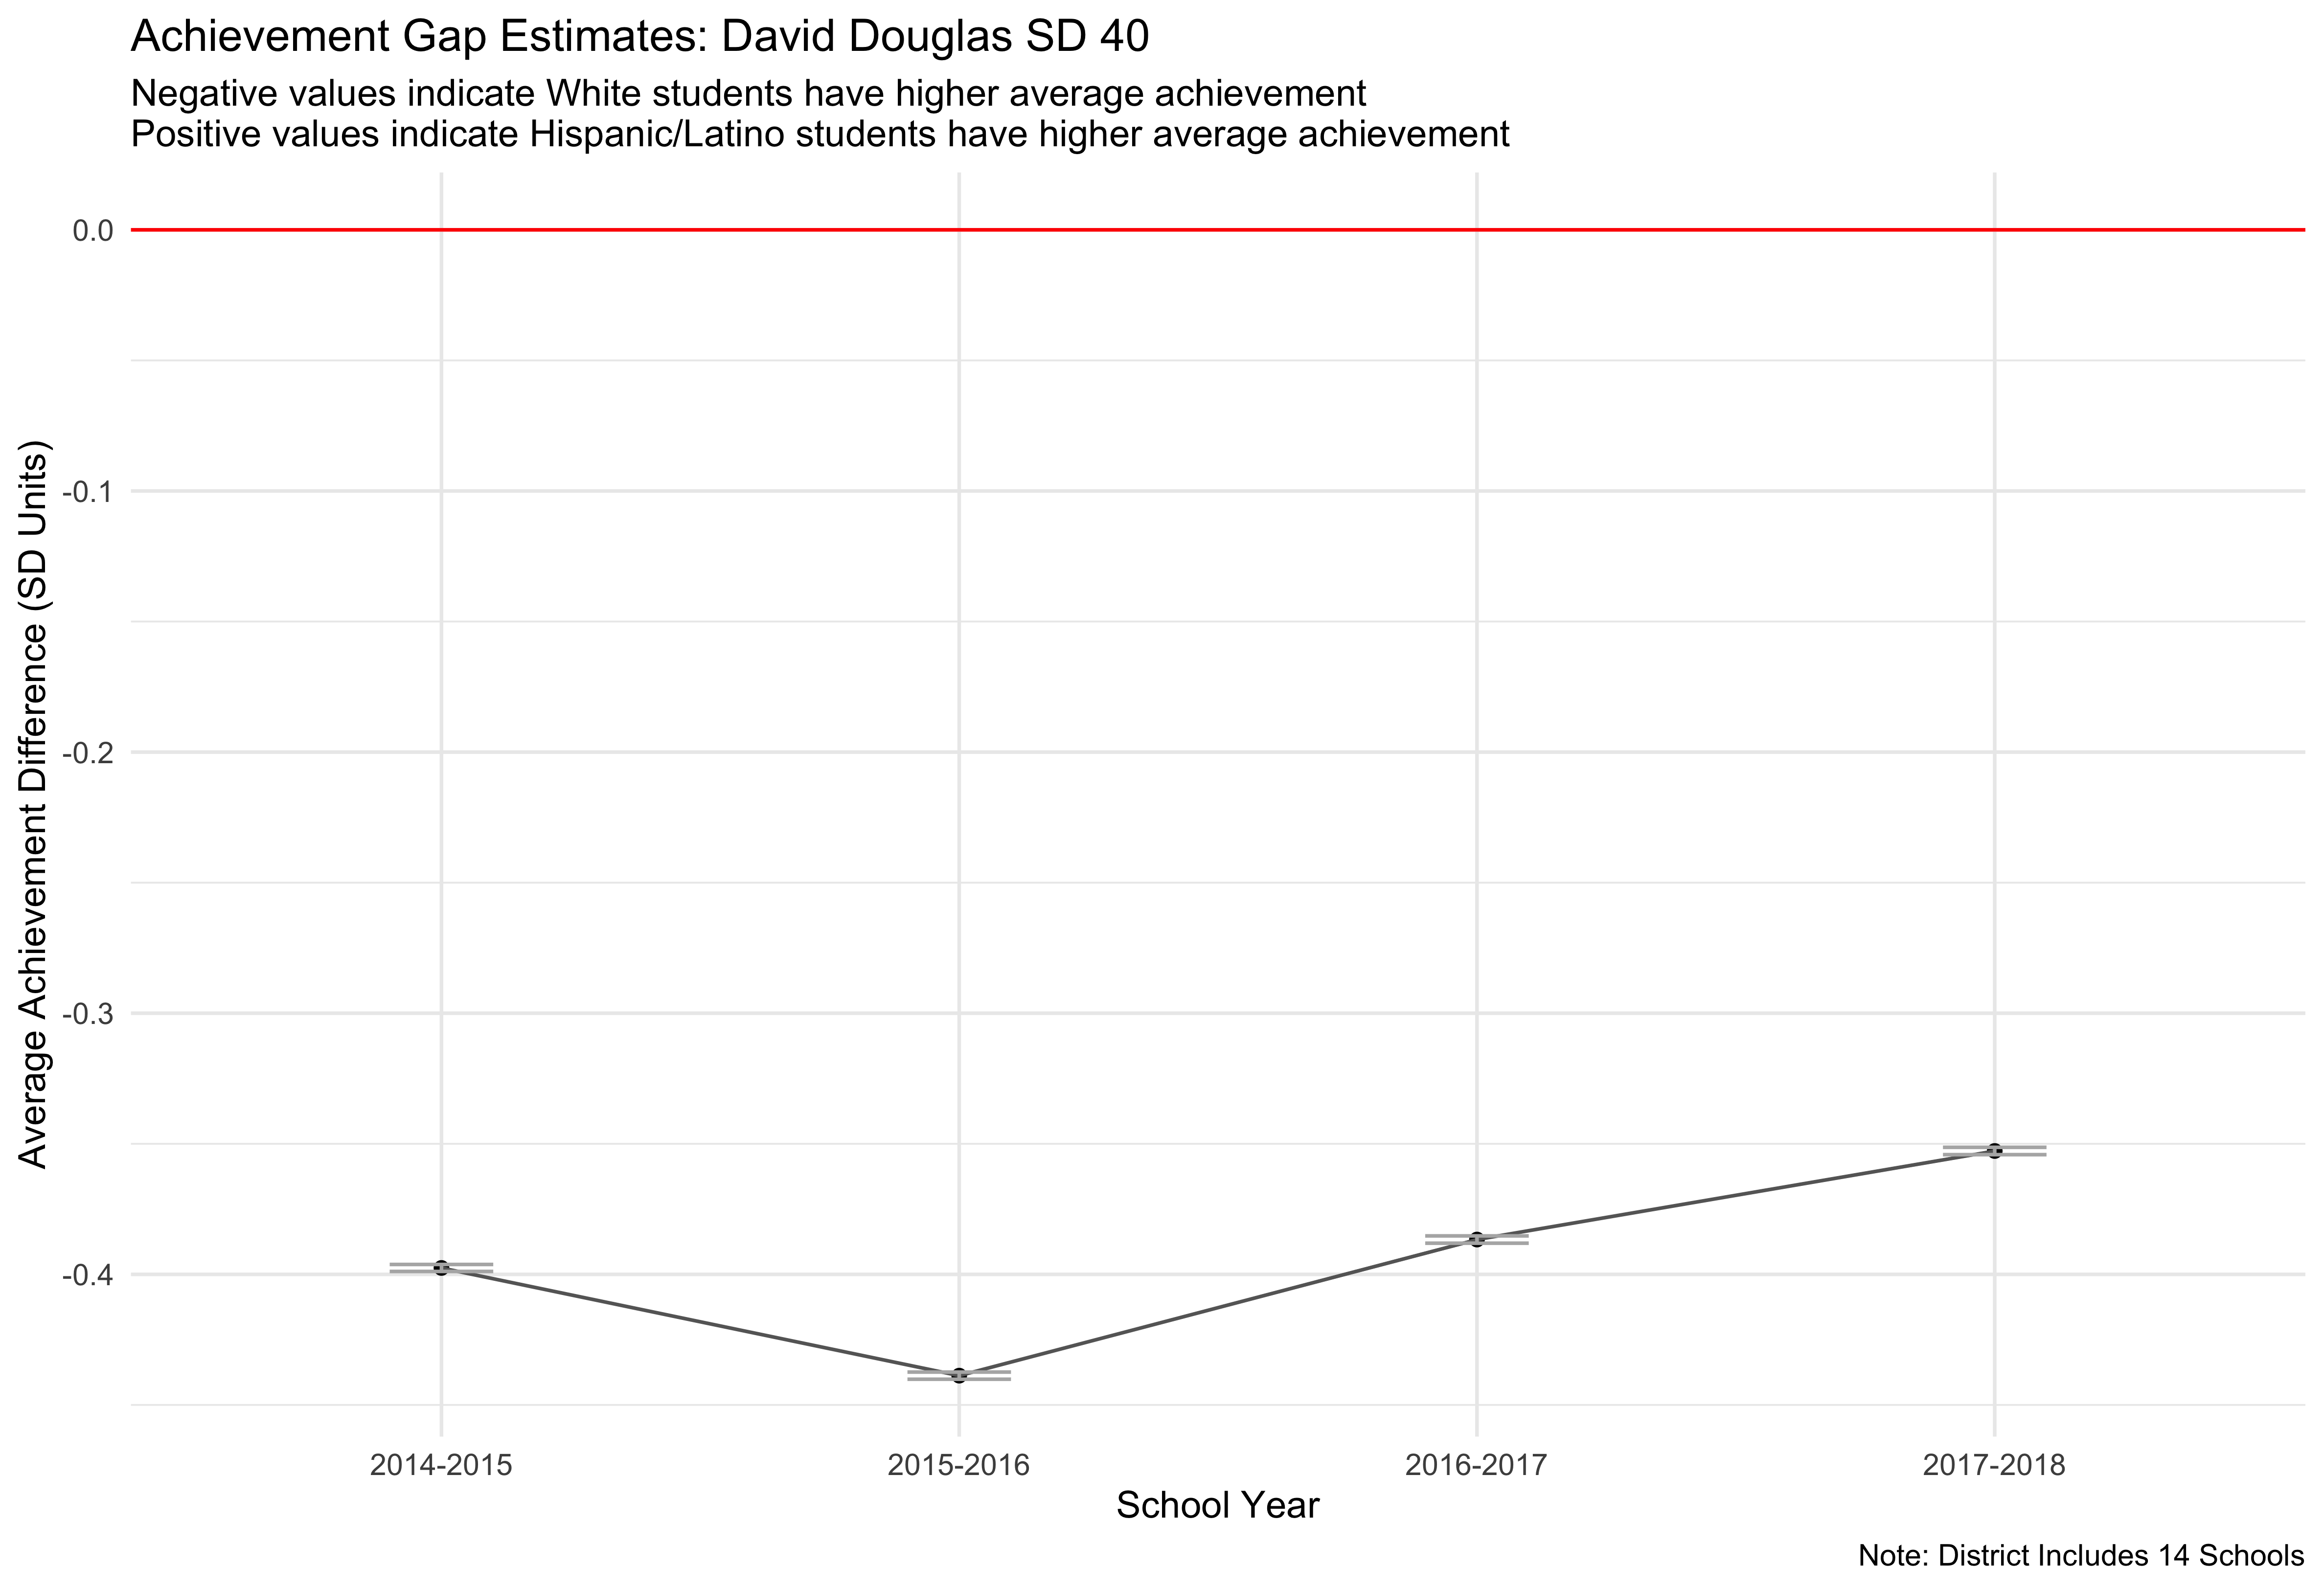 Achievement Gap Estimates: David Douglas SD 40
Negative values indicate White students have higher average achievement
Positive values indicate Hispanic/Latino students have higher average achievement
Average Achievement Difference (SD Units)
0.0
-0.1
-0.2
-0.3
-0.4
2014-2015
2015-2016
2016-2017
2017-2018
School Year
Note: District Includes 14 Schools